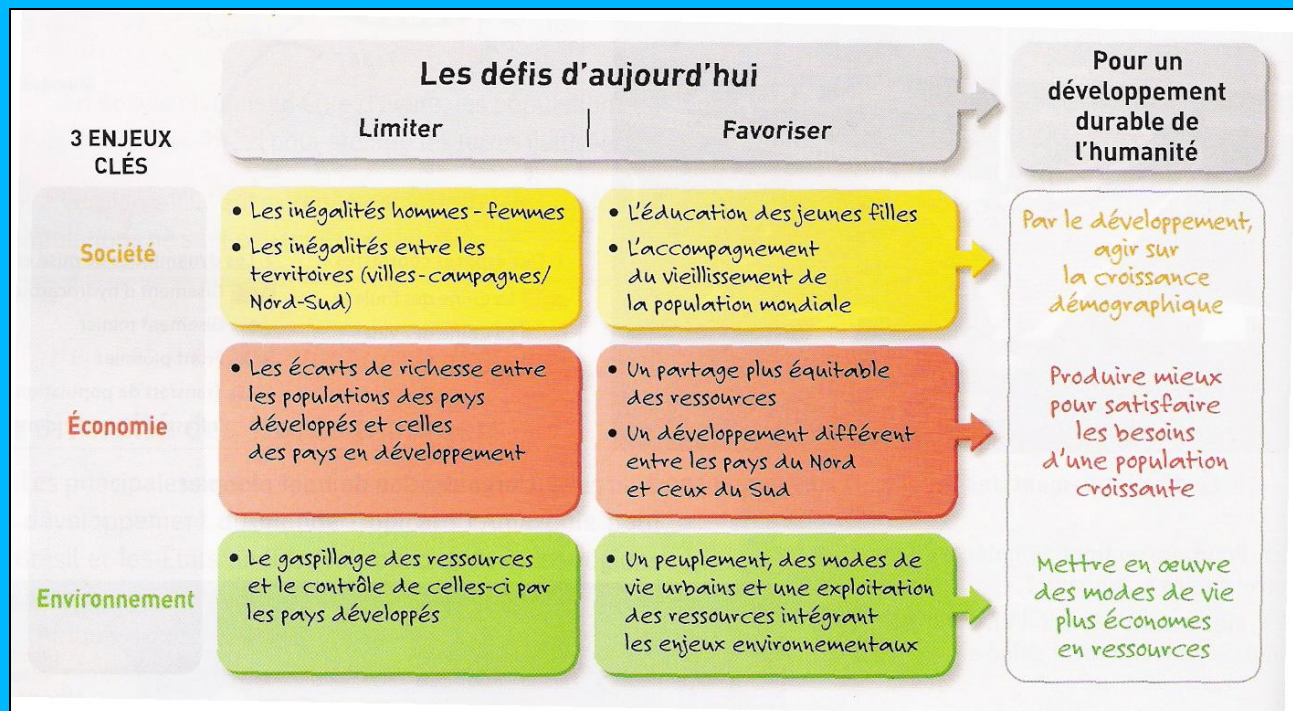 Les défis d'aujourd'hui
Limiter
Favoriser
Pour un
développement
durable de
l'humanité
3 ENJEUX
CLÉS
Société
• Les inégalités hommes - femmes
• Les inégalités entre les
territoires (villes-campagnes/
Nord-Sud)
• L'éducation des jeunes filles
• L'accompagnement
du vieillissement de
la population mondiale
Par le développement,
agir sur
la croissance
démographique
Économie
• Les écarts de richesse entre
les populations des pays
développés et celles
des pays en développement
• Un partage plus équitable
des ressources
• Un développement différent
entre les pays du Nord
et ceux du Sud
Produire mieux
pour satisfaire
les besoins
d'une population
croissante
Environnement
• Le gaspillage des ressources
et le contrôle de celles-ci par
les pays développés
• Un peuplement, des modes de
vie urbains et une exploitation
des ressources intégrant
les enjeux environnementaux
Mettre en œuvre
des modes de vie
plus économes
en ressources